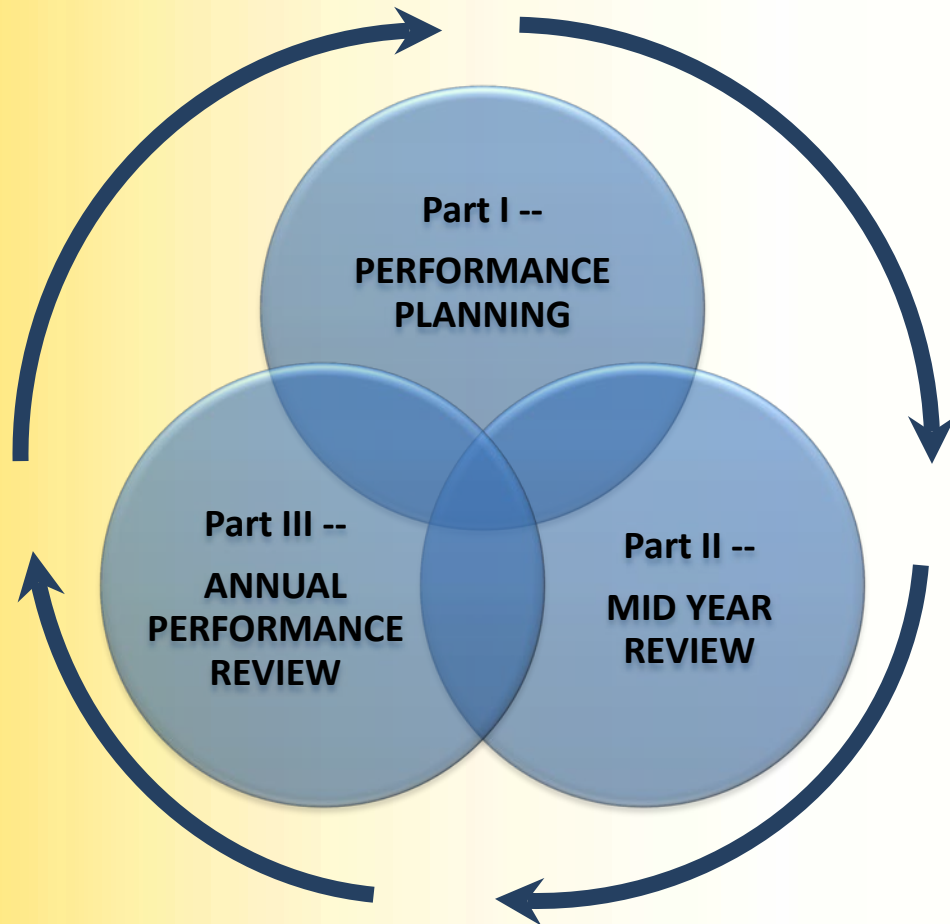 Part I --
PERFORMANCE
PLANNING
Part II --
MID YEAR
REVIEW
Part III --
ANNUAL
PERFORMANCE
REVIEW